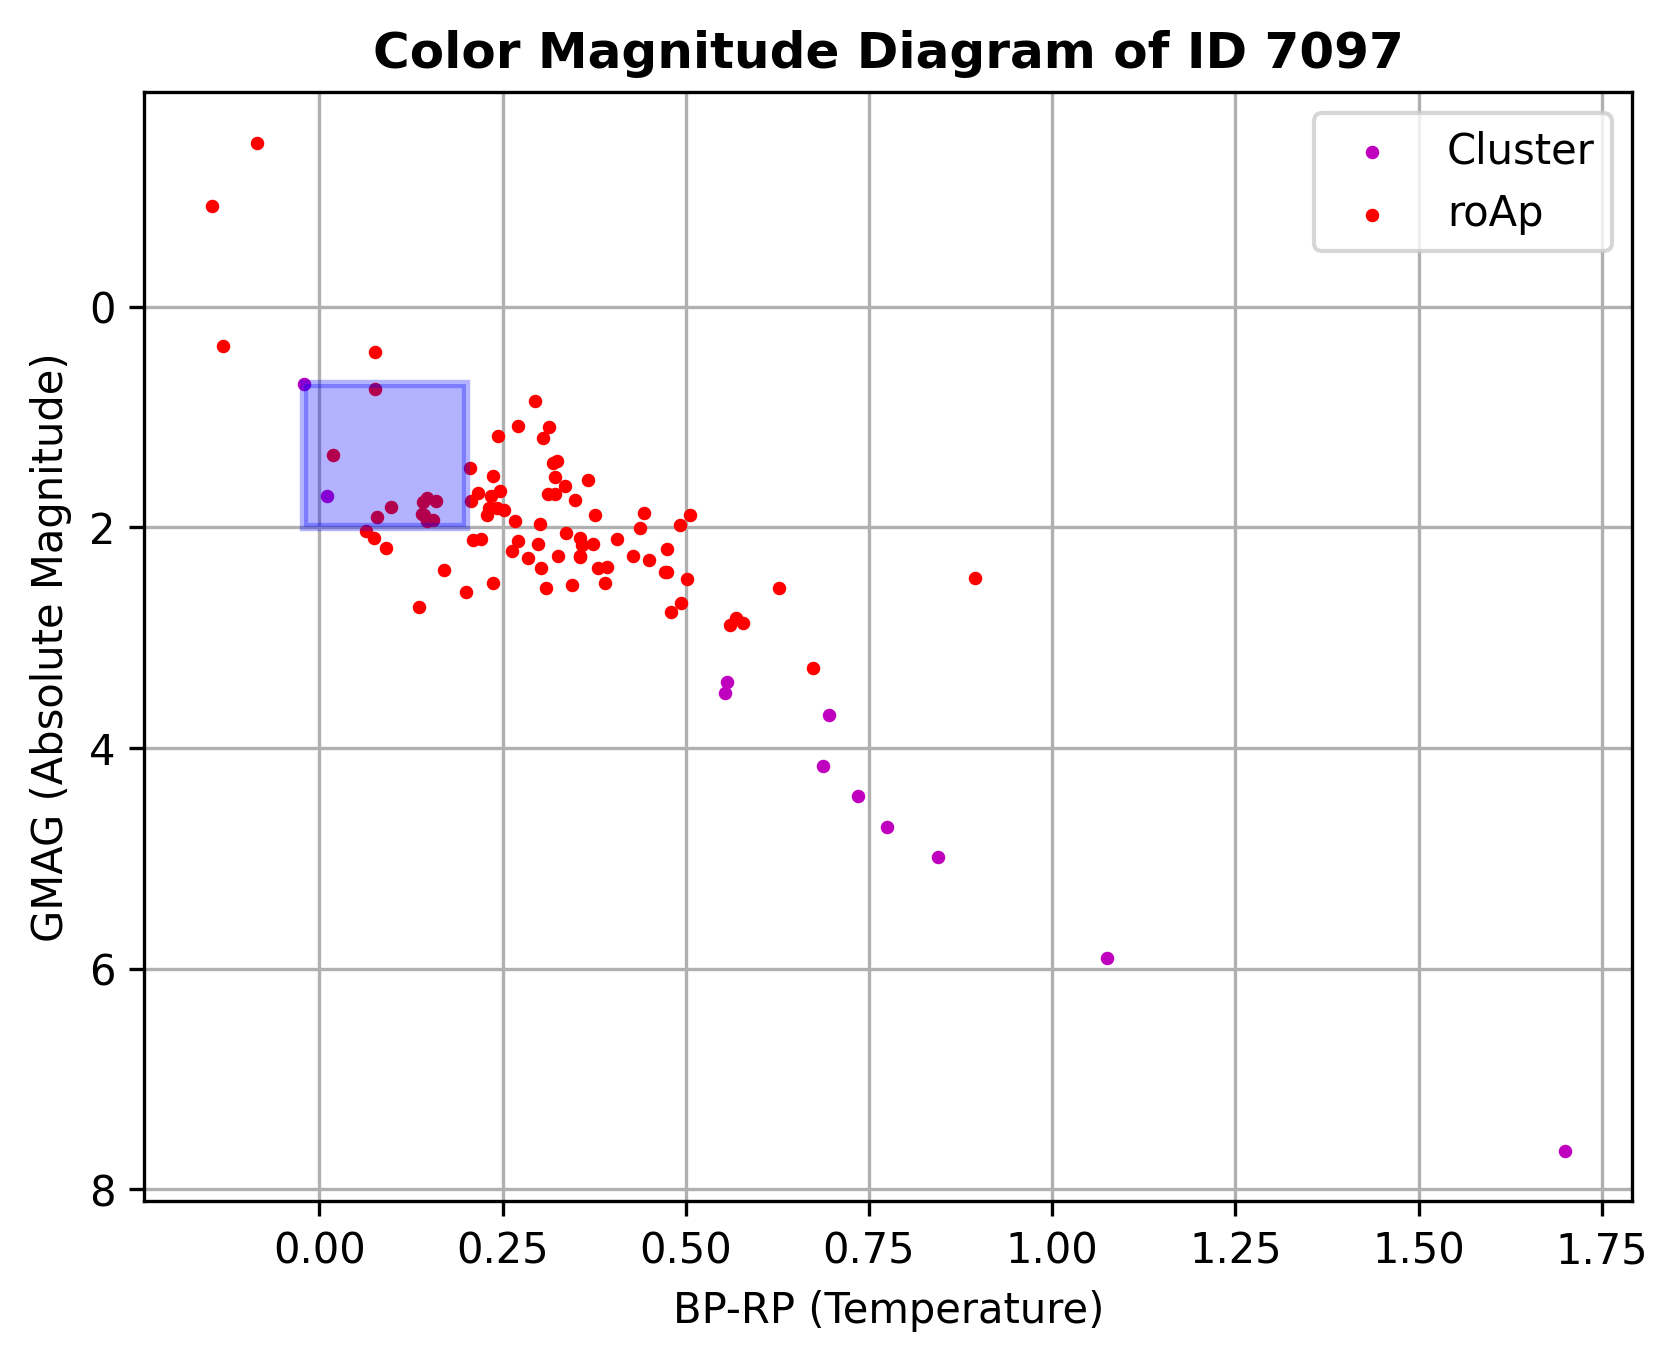 Color Magnitude Diagram of ID 7097
Cluster
roAp
GMAG (Absolute Magnitude)
0
2
4
6
8
0.00 0.25 0.50 0.75 1.00 1.25 1.50 1.75
BP-RP (Temperature)